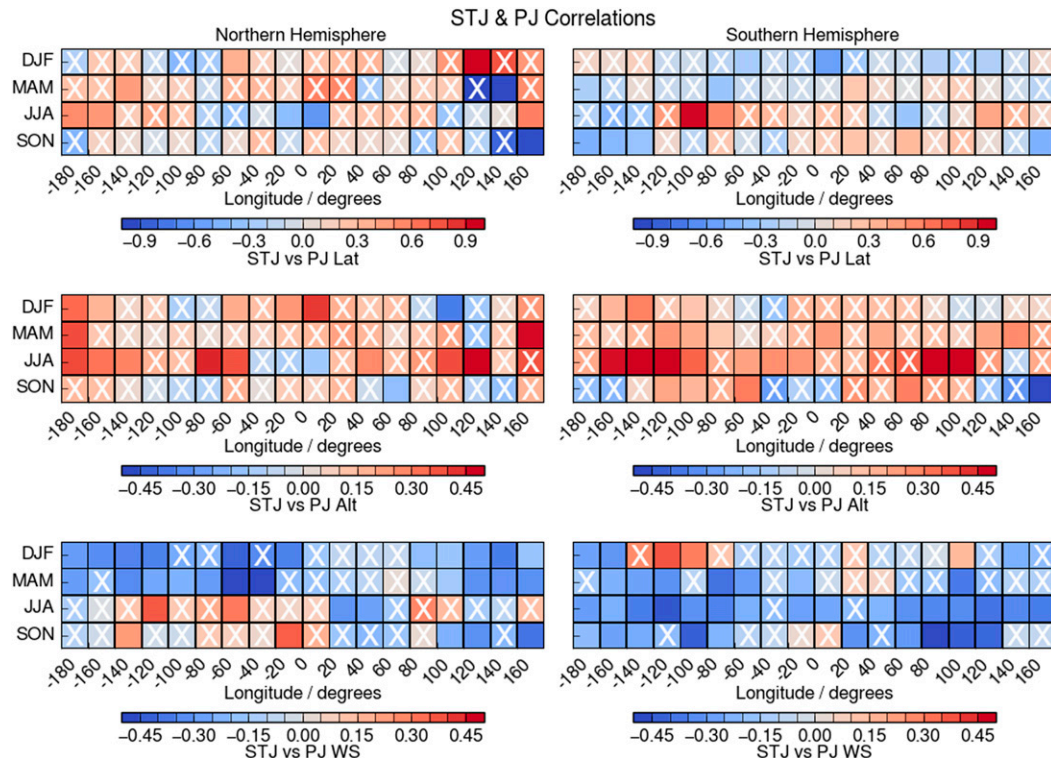 STJ & PJ Correlations
Northern Hemisphere Southern Hemisphere
DJF
MAM
JJA
SON
-180 -160 -140 -120 -100 -80 -60 -40 -20 0 20 40 60 80 100 120 140 160 -180 -160 -140 -120 -100 -80 -60 -40 -20 0 20 40 60 80 100 120 140 160
Longitude / degrees Longitude / degrees
−0.9 −0.6 −0.3 0.0 0.3 0.6 0.9 −0.9 −0.6 −0.3 0.0 0.3 0.6 0.9
STJ vs PJ Lat STJ vs PJ Lat
DJF
MAM
JJA
SON
-180 -160 -140 -120 -100 -80 -60 -40 -20 0 20 40 60 80 100 120 140 160 -180 -160 -140 -120 -100 -80 -60 -40 -20 0 20 40 60 80 100 120 140 160
Longitude / degrees Longitude / degrees
−0.45 −0.30 −0.15 0.00 0.15 0.30 0.45 −0.45 −0.30 −0.15 0.00 0.15 0.30 0.45
STJ vs PJ Alt STJ vs PJ Alt
DJF
MAM
JJA
SON
-180 -160 -140 -120 -100 -80 -60 -40 -20 0 20 40 60 80 100 120 140 160 -180 -160 -140 -120 -100 -80 -60 -40 -20 0 20 40 60 80 100 120 140 160
Longitude / degrees Longitude / degrees
−0.45 −0.30 −0.15 0.00 0.15 0.30 0.45 −0.45 −0.30 −0.15 0.00 0.15 0.30 0.45
STJ vs PJ WS STJ vs PJ WS